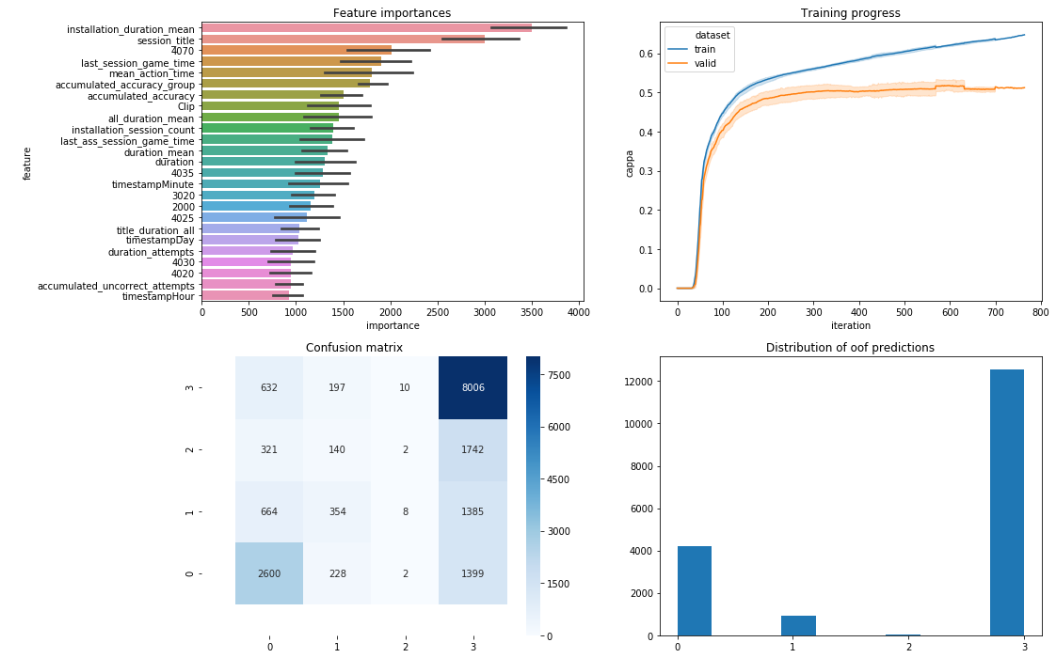 Feature importances
installation_duration_mean
session_title
4070
last_session_game_time
mean_action_time
accumulated_accuracy_group
accumulated_accuracy
Clip
all_duration_mean
installation_session_count
last_ass_session_game_time
duration_mean
duration
4035
timestampMinute
3020
2000
4025
title_duration_all
timestampDay
duration_attempts
4030
4020
accumulated_uncorrect_attempts
timestampHour
feature
0 500 1000 1500 2000 2500 3000 3500 4000
importance
Training progress
dataset
train
valid
0.6
0.5
0.4
0.3
0.2
0.1
0.0
cappa
0 100 200 300 400 500 600 700 800
iteration
Confusion matrix
3 632 197 10 8006
2 321 140 2 1742
1 664 354 8 1385
0 2600 228 2 1399
0 1 2 3
7500
6000
4500
3000
1500
0
Distribution of oof predictions
12000
10000
8000
6000
4000
2000
0
0 1 2 3